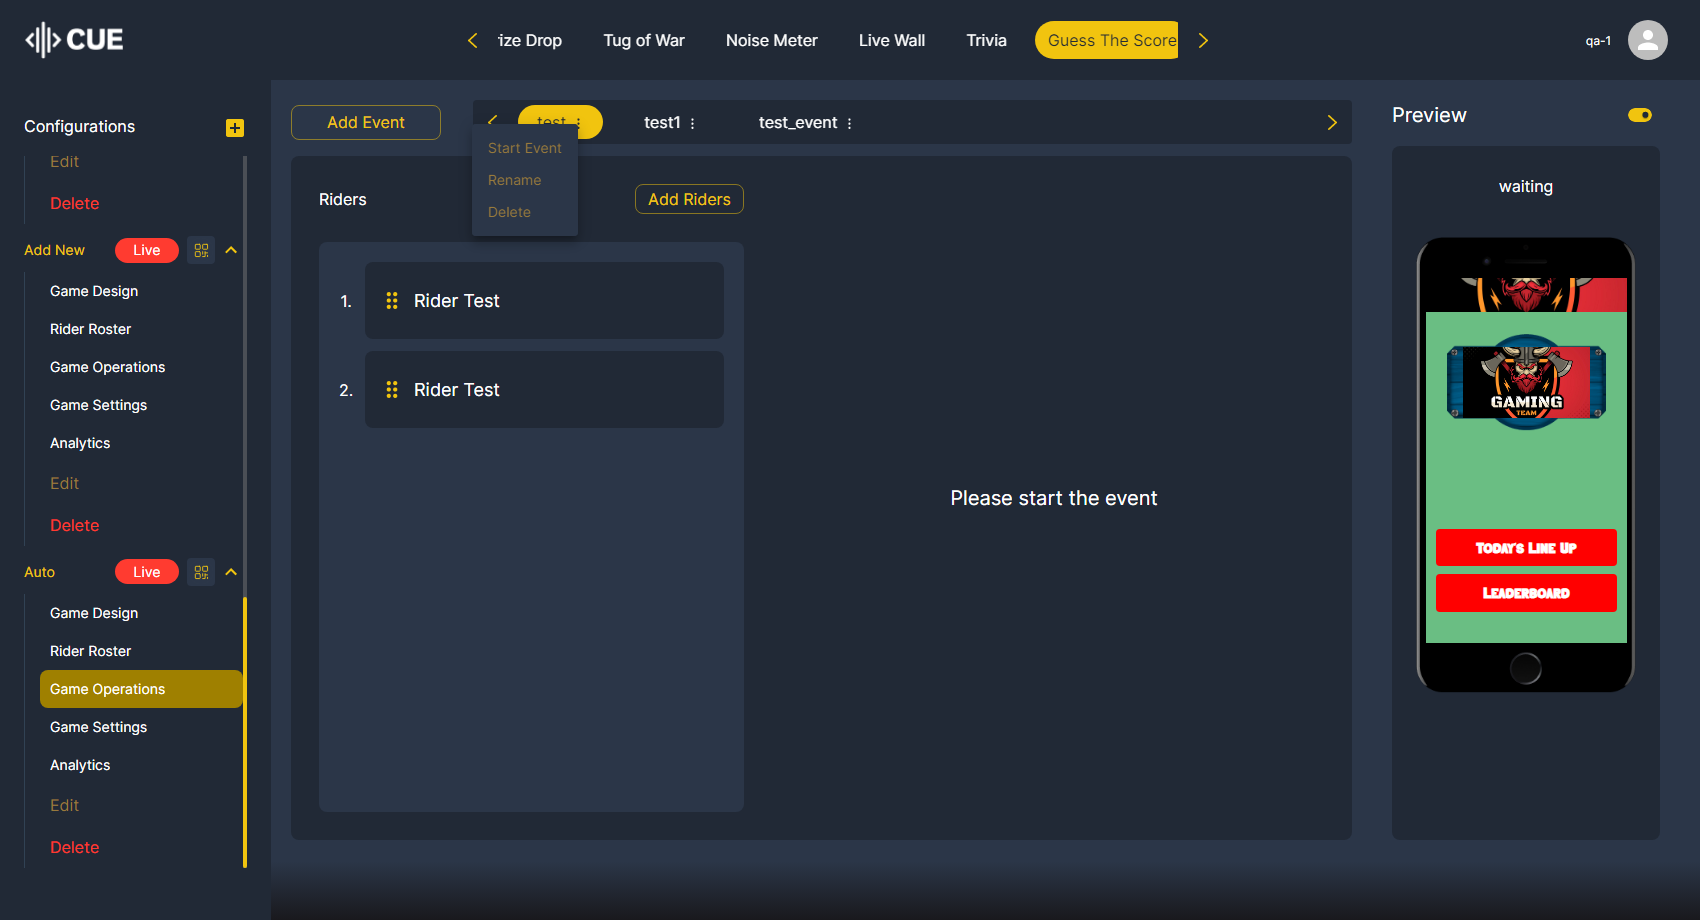 CUE
ize Drop
Tug of War
Noise Meter
Live Wall
Trivia
Guess The Score
qa-1
Configurations
Edit
Delete
Add New
Live
Game Design
Rider Roster
Game Operations
Game Settings
Analytics
Edit
Delete
Auto
Live
Game Design
Rider Roster
Game Operations
Game Settings
Analytics
Edit
Delete
Add Event
test
test1
test_event
Start Event
Rename
Delete
Riders
Add Riders
1.
Rider Test
2.
Rider Test
Please start the event
Preview
waiting
GAMING
TEAM
Today's Line Up
Leaderboard